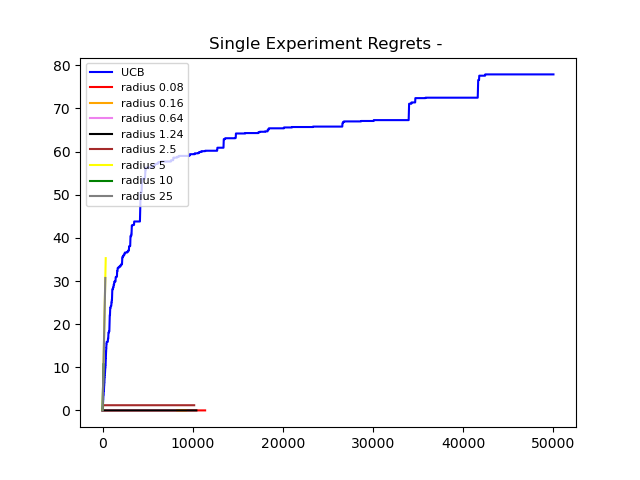 Single Experiment Regrets -
80
70
60
50
40
30
20
10
0
UCB
radius 0.08
radius 0.16
radius 0.64
radius 1.24
radius 2.5
radius 5
radius 10
radius 25
0 10000 20000 30000 40000 50000